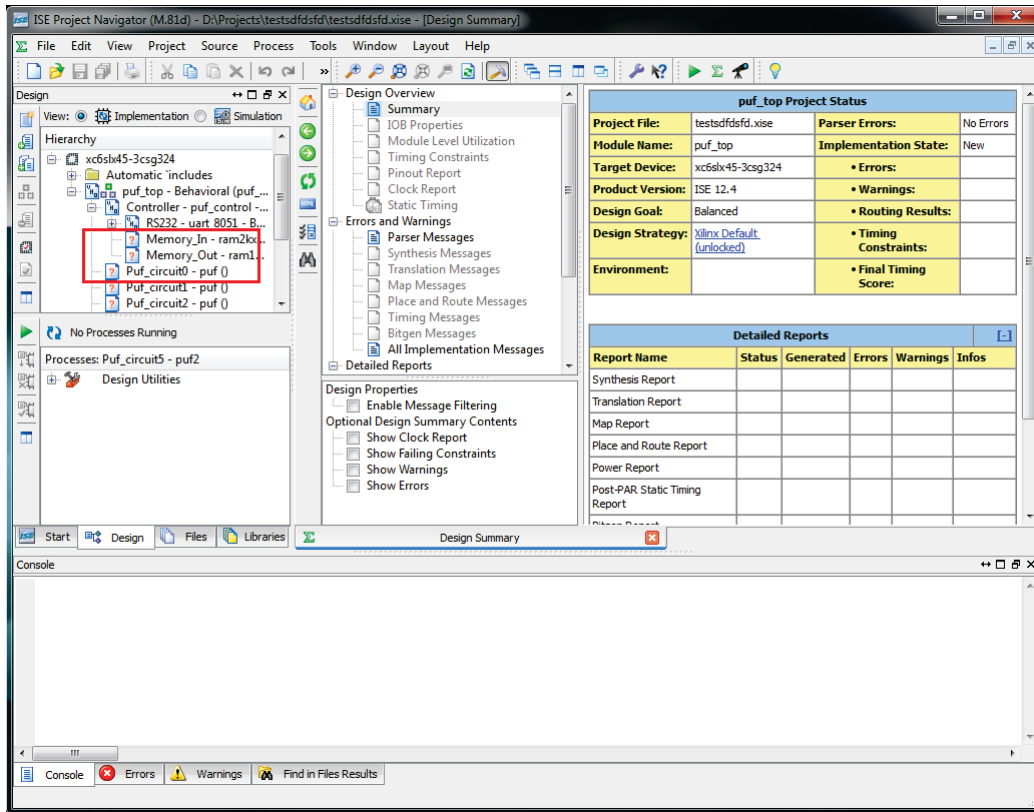 ISE Project Navigator (M.81d) - D:\Projects\testsdfdsfd\testsdfdsfd.xise - [Design Summary]
File Edit View Project Source Process Tools Window Layout Help
Design
View: Implementation Simulation
Hierarchy
xc6slx45-3csg324
Automatic `includes
puf_top - Behavioral (puf_...
Controller - puf_control -...
RS232 - uart 8051 - B...
Memory_In - ram2kx...
Memory_Out - ram1...
Puf_circuit0 - puf ()
Puf_circuit1 - puf ()
Puf_circuit2 - puf ()
No Processes Running
Processes: Puf_circuit5 - puf2
Design Utilities
Start Design Files Libraries
Design Overview
Summary
IOB Properties
Module Level Utilization
Timing Constraints
Pinout Report
Clock Report
Static Timing
Errors and Warnings
Parser Messages
Synthesis Messages
Translation Messages
Map Messages
Place and Route Messages
Timing Messages
Bitgen Messages
All Implementation Messages
Detailed Reports
Design Properties
Enable Message Filtering
Optional Design Summary Contents
Show Clock Report
Show Failing Constraints
Show Warnings
Show Errors
Design Summary
puf_top Project Status
Project File: testsdfdsfd.xise Parser Errors: No Errors
Module Name: puf_top Implementation State: New
Target Device: xc6slx45-3csg324 • Errors:
Product Version: ISE 12.4 • Warnings:
Design Goal: Balanced • Routing Results:
Design Strategy: Xilinx Default (unlocked) • Timing Constraints:
Environment: • Final Timing Score:
Detailed Reports [-]
Report Name Status Generated Errors Warnings Infos
Synthesis Report
Translation Report
Map Report
Place and Route Report
Power Report
Post-PAR Static Timing
Report
Bitgen Report
Console
Console Errors Warnings Find in Files Results